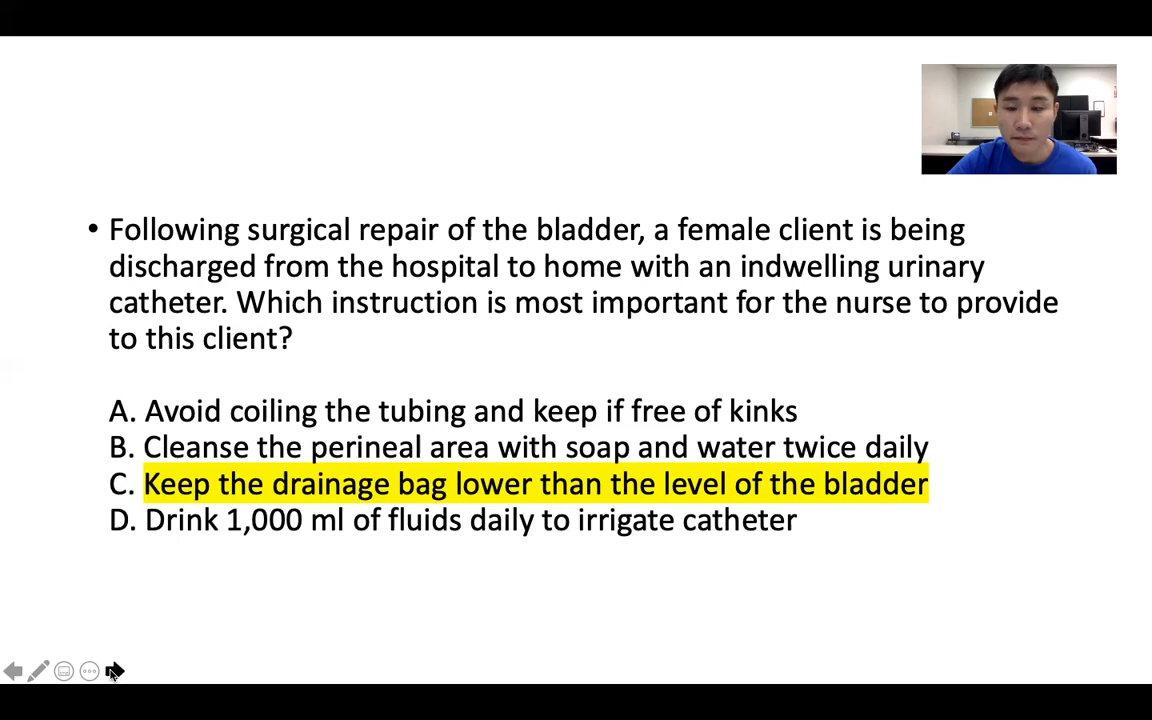 • Following surgical repair of the bladder, a female client is being
discharged from the hospital to home with an indwelling urinary
catheter. Which instruction is most important for the nurse to provide
to this client?
A. Avoid coiling the tubing and keep if free of kinks
B. Cleanse the perineal area with soap and water twice daily
C. Keep the drainage bag lower than the level of the bladder
D. Drink 1,000 ml of fluids daily to irrigate catheter